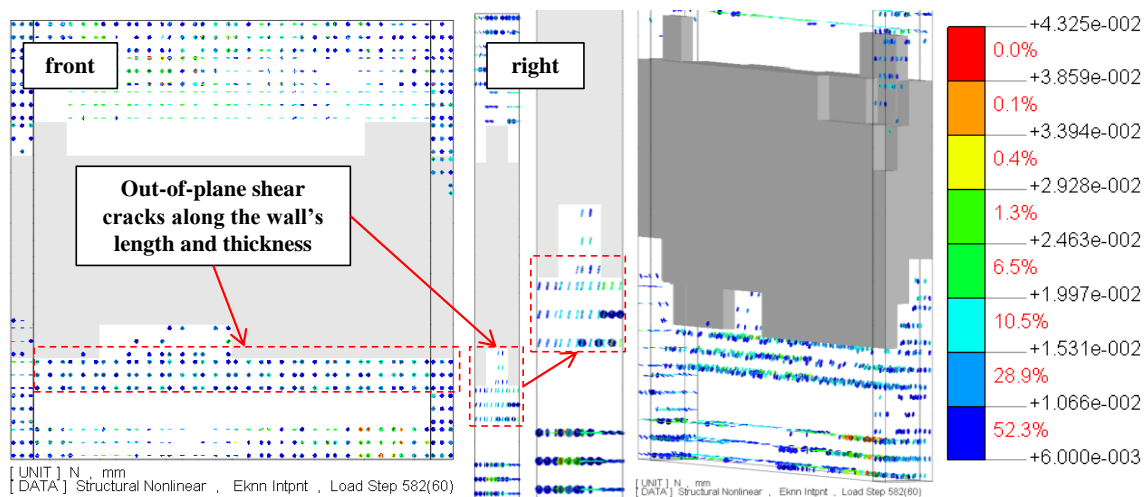 front
right
Out-of-plane shear
cracks along the wall's
length and thickness
+4.325e-002
0.0%
+3.859e-002
0.1%
+3.394e-002
0.4%
+2.928e-002
1.3%
+2.463e-002
6.5%
+1.997e-002
10.5%
+1.531e-002
28.9%
+1.066e-002
52.3%
+6.000e-003
[ UNIT ] N , mm
[ DATA ] Structural Nonlinear , Eknn Intpnt , Load Step 582(60)
[ UNIT ] N , mm
[ DATA ] Structural Nonlinear , Eknn Intpnt , Load Step 582(60)